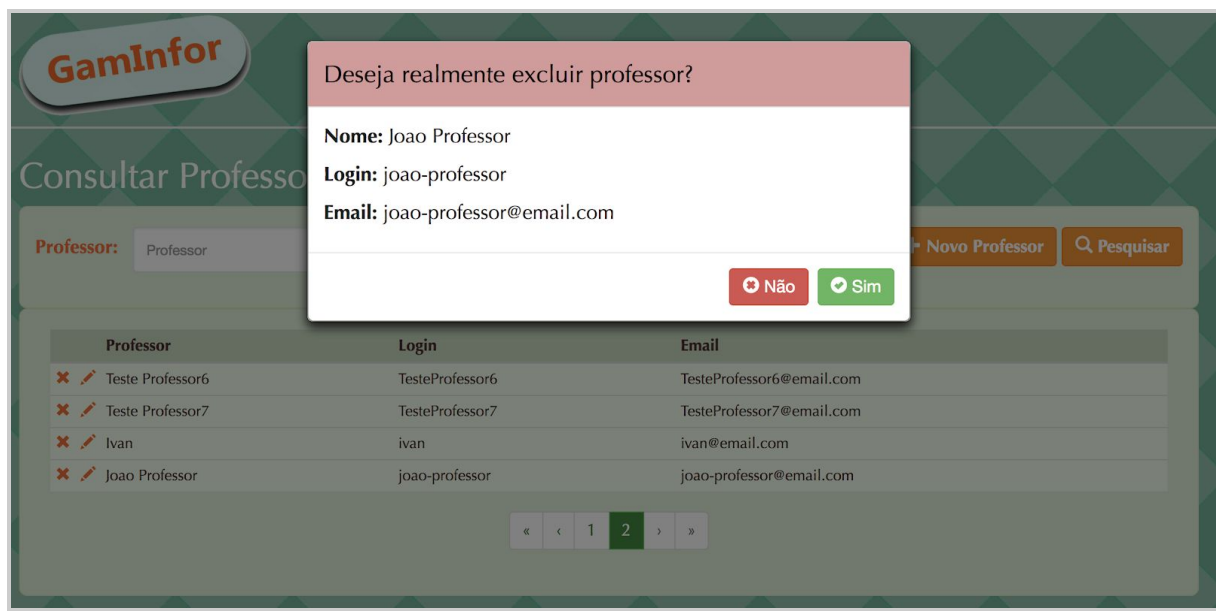 GamInfor
Deseja realmente excluir professor?
Nome: Joao Professor
Login: joao-professor
Email: joao-professor@email.com
Não Sim
Consultar Professo
Professor: Professor
Novo Professor Pesquisar
Professor Login Email
Teste Professor6 TesteProfessor6 TesteProfessor6@email.com
Teste Professor7 TesteProfessor7 TesteProfessor7@email.com
Ivan ivan ivan@email.com
Joao Professor joao-professor joao-professor@email.com
« ‹ 1 2 › »